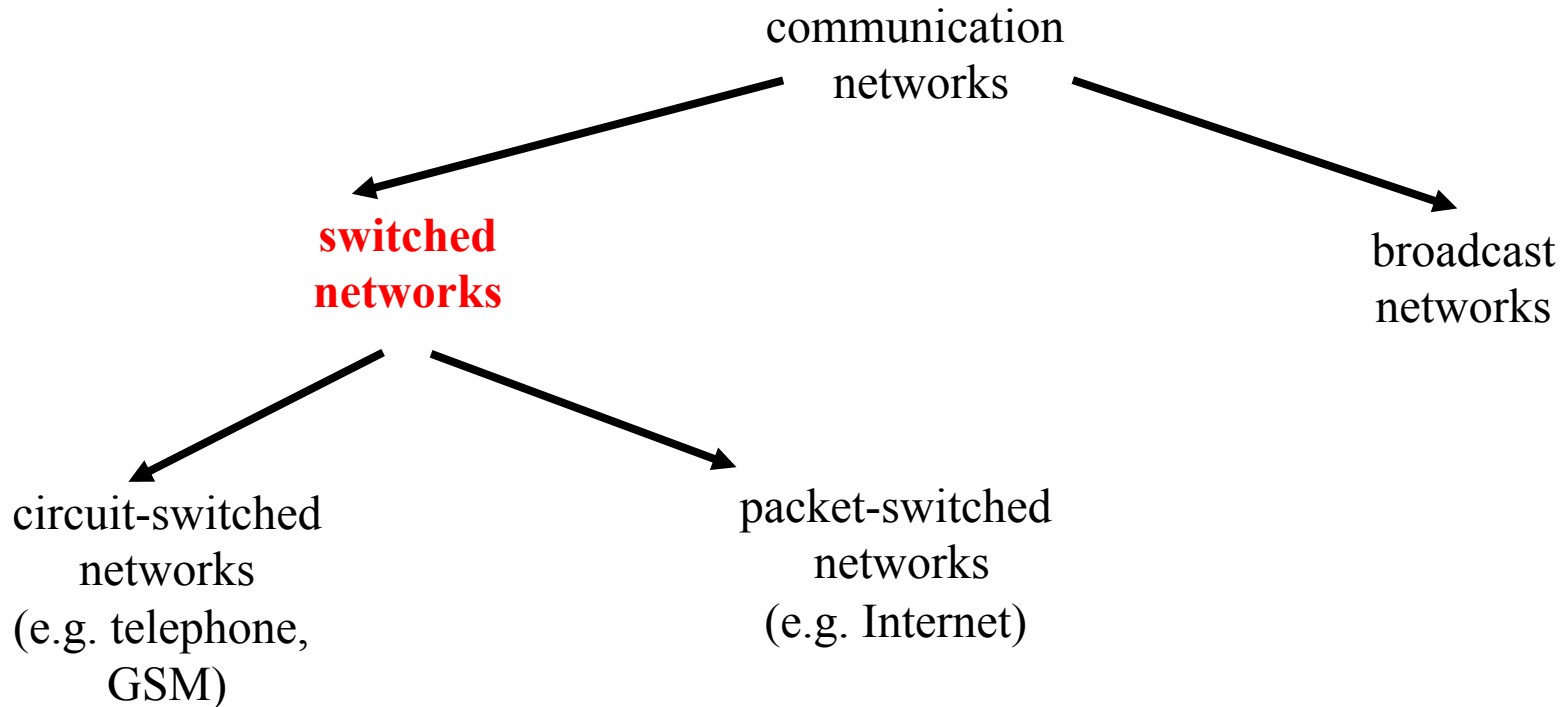 communication
networks
switched
networks
broadcast
networks
circuit-switched
networks
(e.g. telephone,
GSM)
packet-switched
networks
(e.g. Internet)